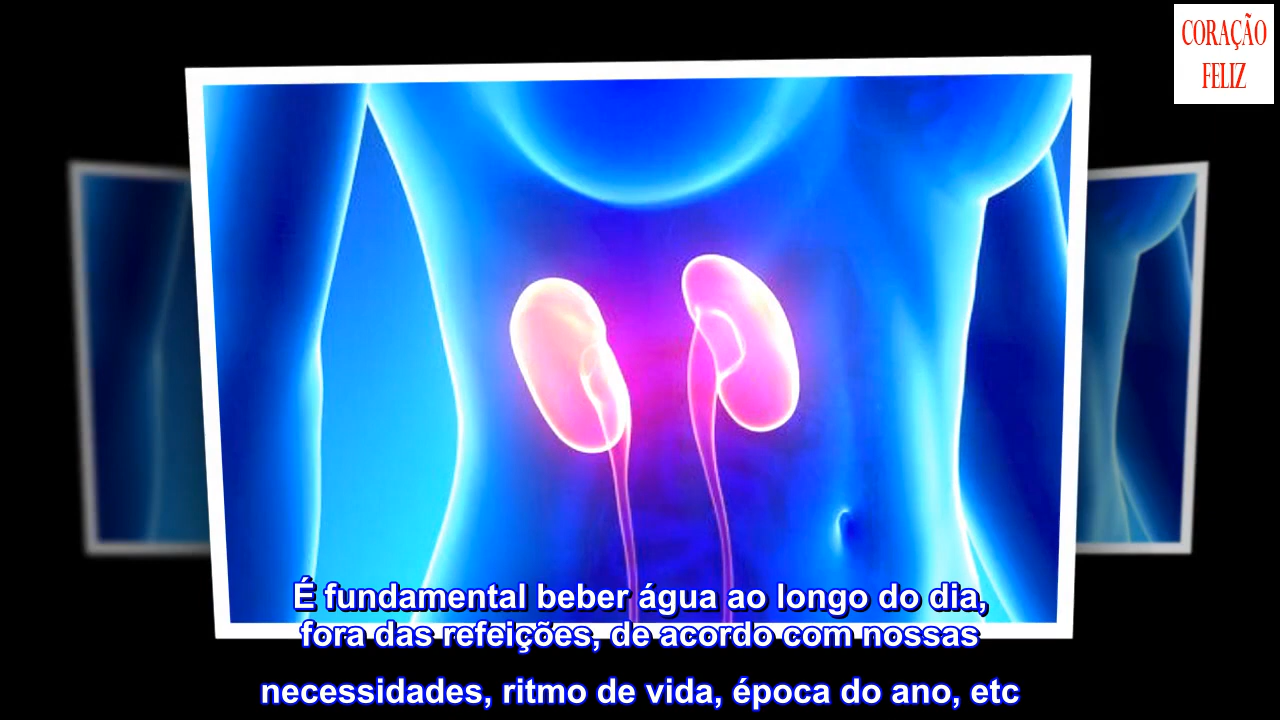 CORAÇÃO
FELIZ
É fundamental beber água ao longo do dia,
fora das refeições, de acordo com nossas
necessidades, ritmo de vida, época do ano, etc